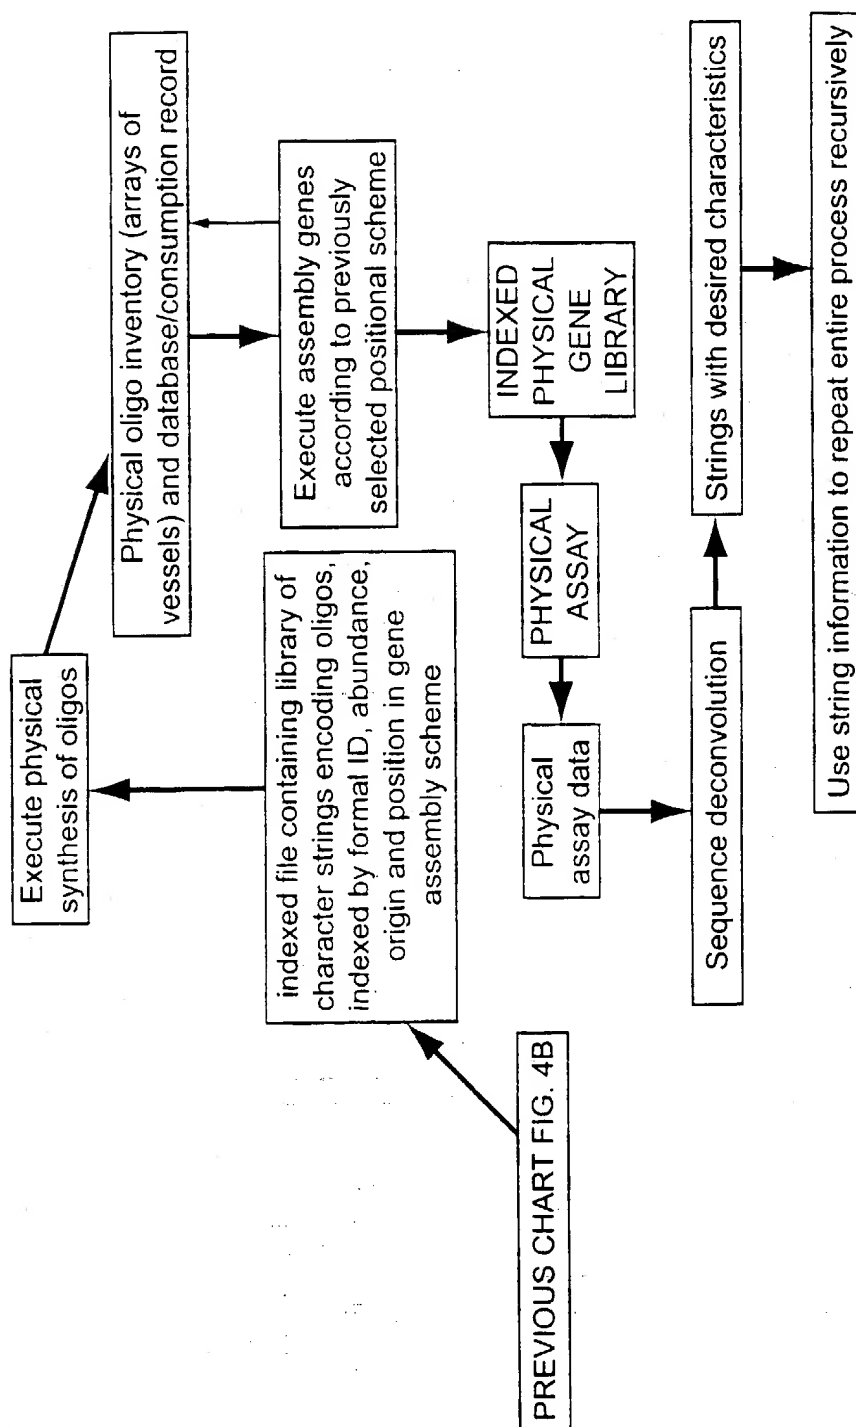 PREVIOUS CHART FIG. 4B
indexed file containing library of
character strings encoding oligos,
indexed by formal ID, abundance,
origin and position in gene
assembly scheme
Execute physical
synthesis of oligos
Physical oligo inventory (arrays of
vessels) and database/consumption record
Execute assembly genes
according to previously
selected positional scheme
INDEXED
PHYSICAL
GENE
LIBRARY
PHYSICAL
ASSAY
Physical
assay data
Sequence deconvolution
Strings with desired characteristics
Use string information to repeat entire process recursively